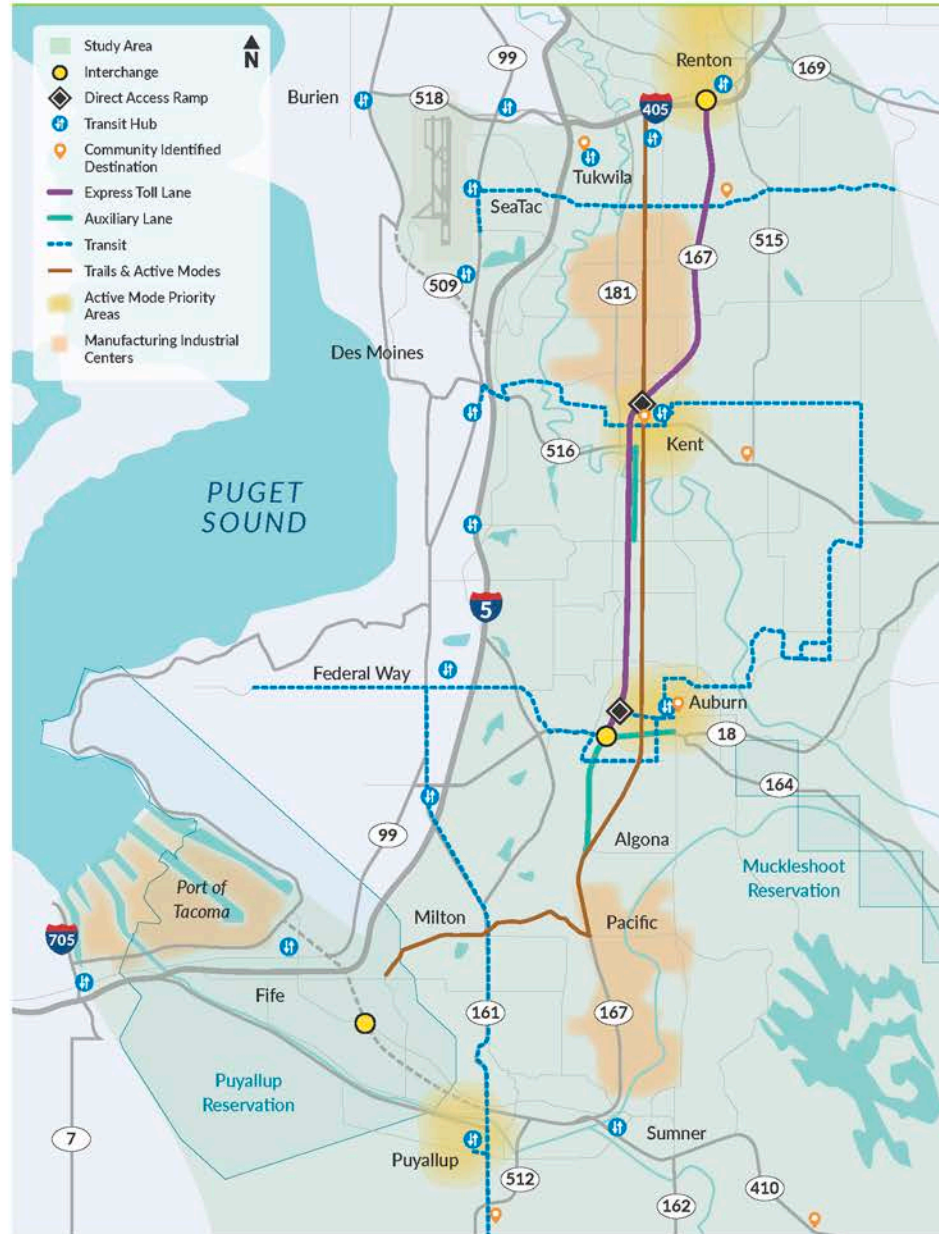 Study Area
N
Interchange
Direct Access Ramp
Transit Hub
Community Identified
Destination
Express Toll Lane
Auxiliary Lane
Transit
Trails & Active Modes
Active Mode Priority
Areas
Manufacturing Industrial
Centers
99
Renton
169
Burien
518
405
Tukwila
SeaTac
515
167
509
181
Des Moines
Kent
516
PUGET
SOUND
5
Federal Way
Auburn
18
164
99
Algona
Muckleshoot
Reservation
Port of
Tacoma
Milton
Pacific
705
Fife
161
167
Puyallup
Reservation
7
Sumner
Puyallup
512
162
410